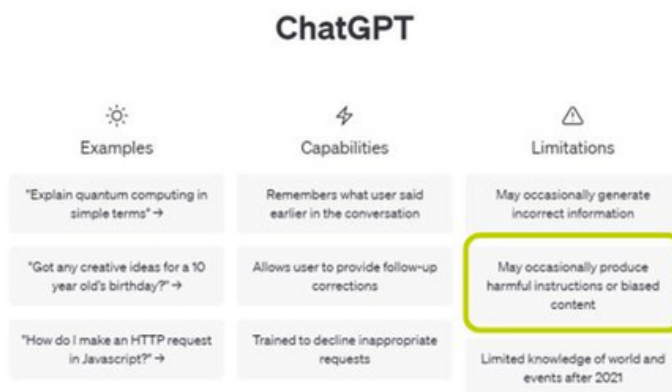 ChatGPT
Examples
"Explain quantum computing in
simple terms" →
"Got any creative ideas for a 10
year old's birthday?" →
"How do I make an HTTP request
in Javascript?" →
Capabilities
Remembers what user said
earlier in the conversation
Allows user to provide follow-up
corrections
Trained to decline inappropriate
requests
Limitations
May occasionally generate
incorrect information
May occasionally produce
harmful instructions or biased
content
Limited knowledge of world and
events after 2021